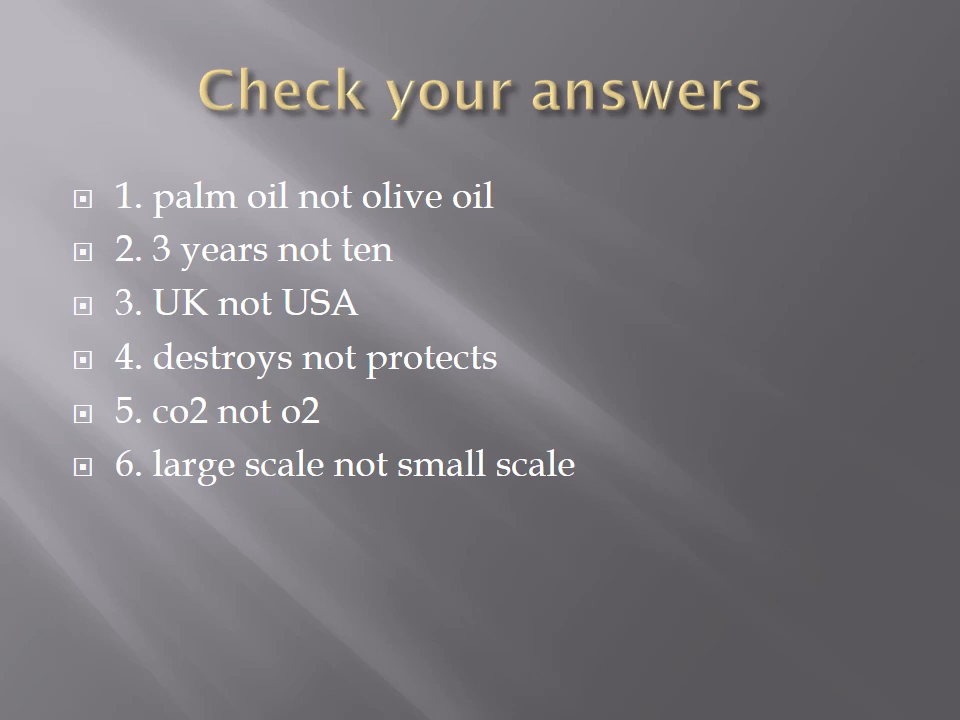 Check your answers
1. palm oil not olive oil
2. 3 years not ten
3. UK not USA
4. destroys not protects
5. co2 not o2
6. large scale not small scale